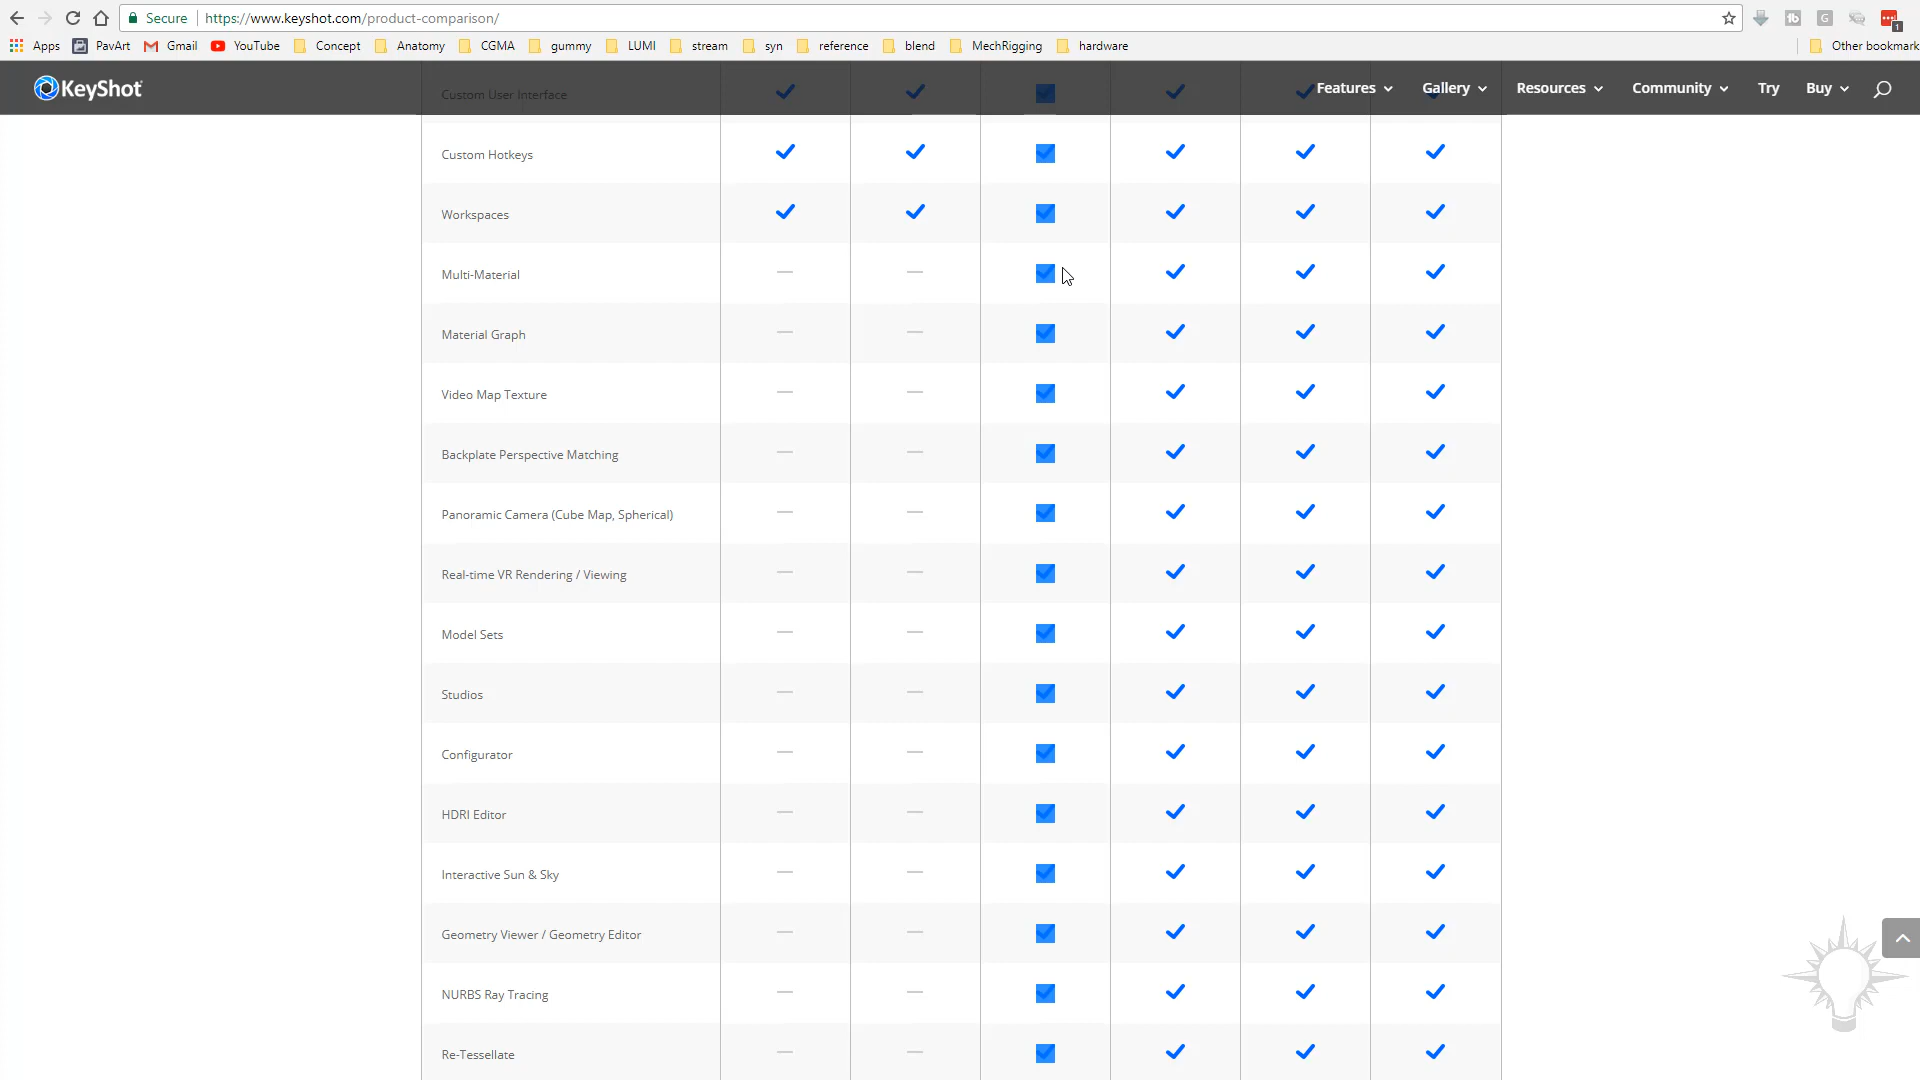 Secure https://www.keyshot.com/product-comparison/
Apps PavArt Gmail YouTube Concept Anatomy CGMA gummy LUMI stream syn reference blend MechRigging hardware Other bookmark
KeyShot Custom User Interface Features Gallery Resources Community Try Buy
Custom Hotkeys
Workspaces
Multi-Material
Material Graph
Video Map Texture
Backplate Perspective Matching
Panoramic Camera (Cube Map, Spherical)
Real-time VR Rendering / Viewing
Model Sets
Studios
Configurator
HDRI Editor
Interactive Sun & Sky
Geometry Viewer / Geometry Editor
NURBS Ray Tracing
Re-Tessellate